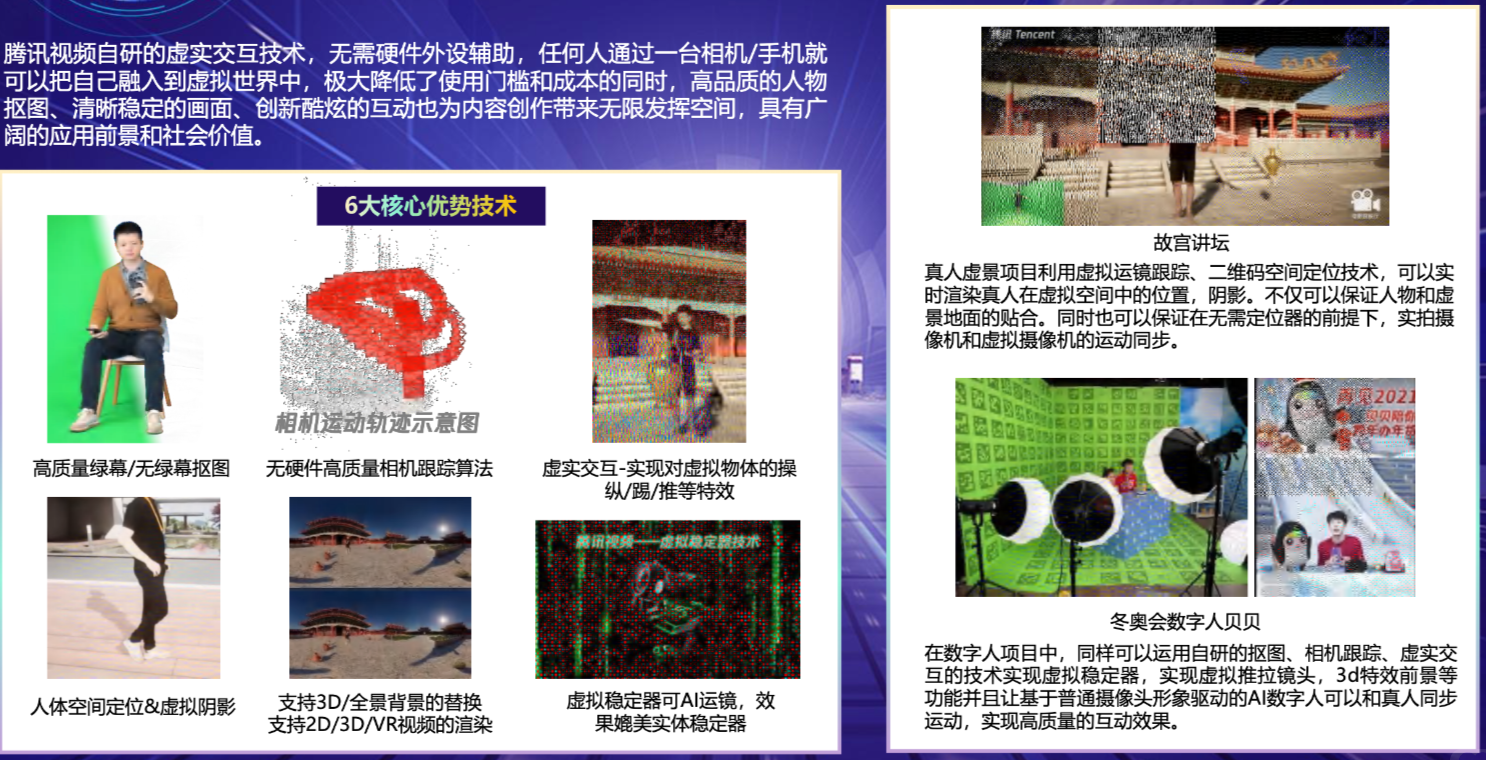 腾讯视频自研的虚实交互技术，无需硬件外设辅助，任何人通过一台相机/手机就
可以把自己融入到虚拟世界中，极大降低了使用门槛和成本的同时，高品质的人物
抠图、清晰稳定的画面、创新酷炫的互动也为内容创作带来无限发挥空间，具有广
阔的应用前景和社会价值。
6大核心优势技术
相机运动轨迹示意图
高质量绿幕/无绿幕抠图
无硬件高质量相机跟踪算法
虚实交互-实现对虚拟物体的操
纵/踢/推等特效
腾讯视频——虚拟稳定器技术
人体空间定位&虚拟阴影
支持3D/全景背景的替换
支持2D/3D/VR视频的渲染
虚拟稳定器可AI运镜，效
果媲美实体稳定器
腾讯 Tencent
故宫讲坛
真人虚景项目利用虚拟运镜跟踪、二维码空间定位技术，可以实
时渲染真人在虚拟空间中的位置，阴影。不仅可以保证人物和虚
景地面的贴合。同时也可以保证在无需定位器的前提下，实拍摄
像机和虚拟摄像机的运动同步。
再见2021
贝贝陪你
冬奥会数字人贝贝
在数字人项目中，同样可以运用自研的抠图、相机跟踪、虚实交
互的技术实现虚拟稳定器，实现虚拟推拉镜头，3d特效前景等
功能并且让基于普通摄像头形象驱动的AI数字人可以和真人同步
运动，实现高质量的互动效果。